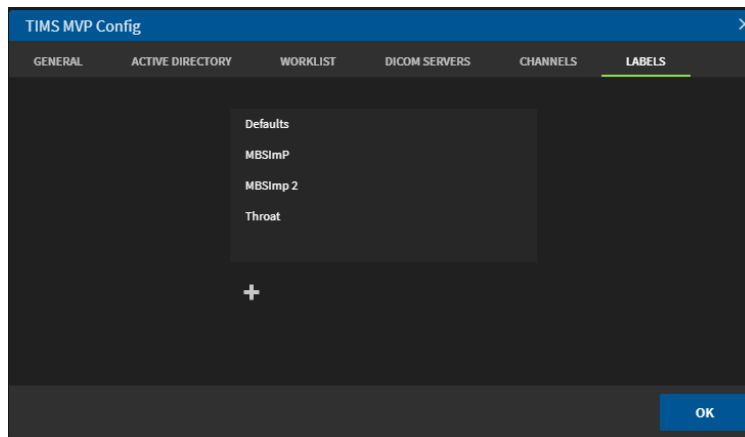 TIMS MVP Config
GENERAL ACTIVE DIRECTORY WORKLIST DICOM SERVERS CHANNELS LABELS
Defaults
MBSImP
MBSImp 2
Throat
OK